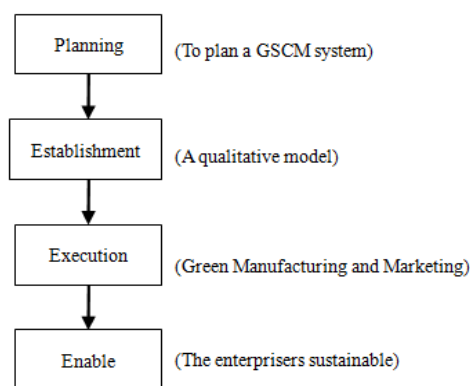 Planning (To plan a GSCM system)
Establishment (A qualitative model)
Execution (Green Manufacturing and Marketing)
Enable (The enterprisers sustainable)